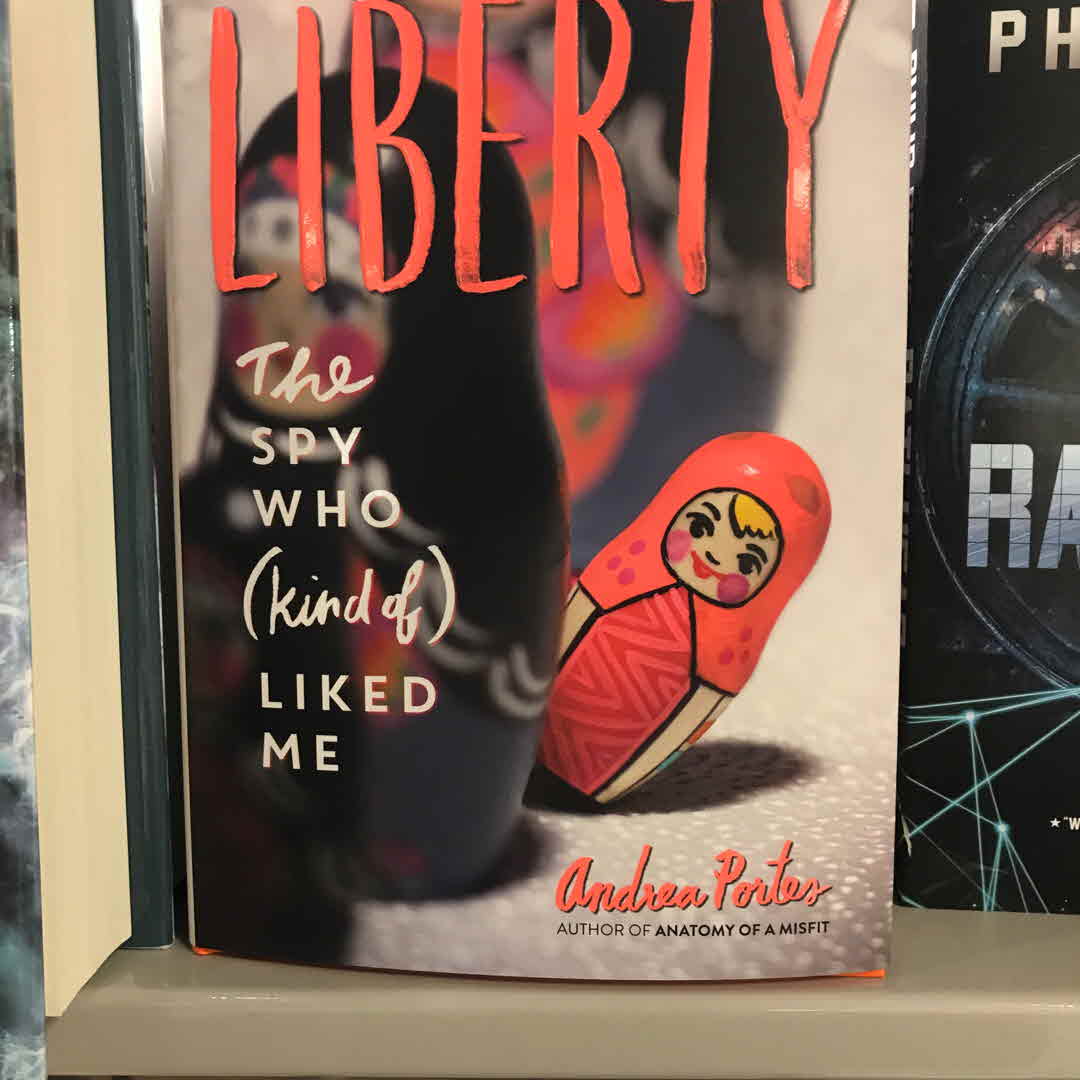 LIBERTY
The
SPY
WHO
(kind of)
LIKED
ME
Andrea Portes
AUTHOR OF ANATOMY OF A MISFIT
PH
RA
★"W